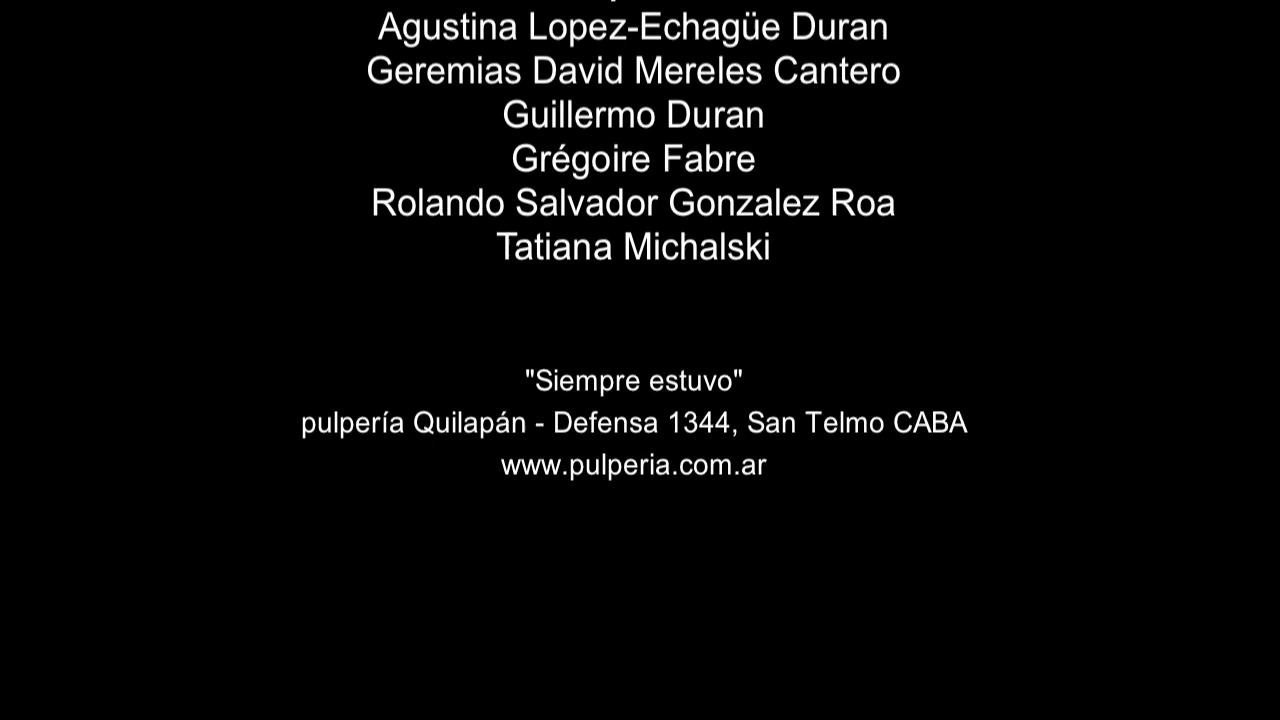 Agustina Lopez-Echagüe Duran
Geremias David Mereles Cantero
Guillermo Duran
Grégoire Fabre
Rolando Salvador Gonzalez Roa
Tatiana Michalski
"Siempre estuvo"
pulpería Quilapán - Defensa 1344, San Telmo CABA
www.pulperia.com.ar